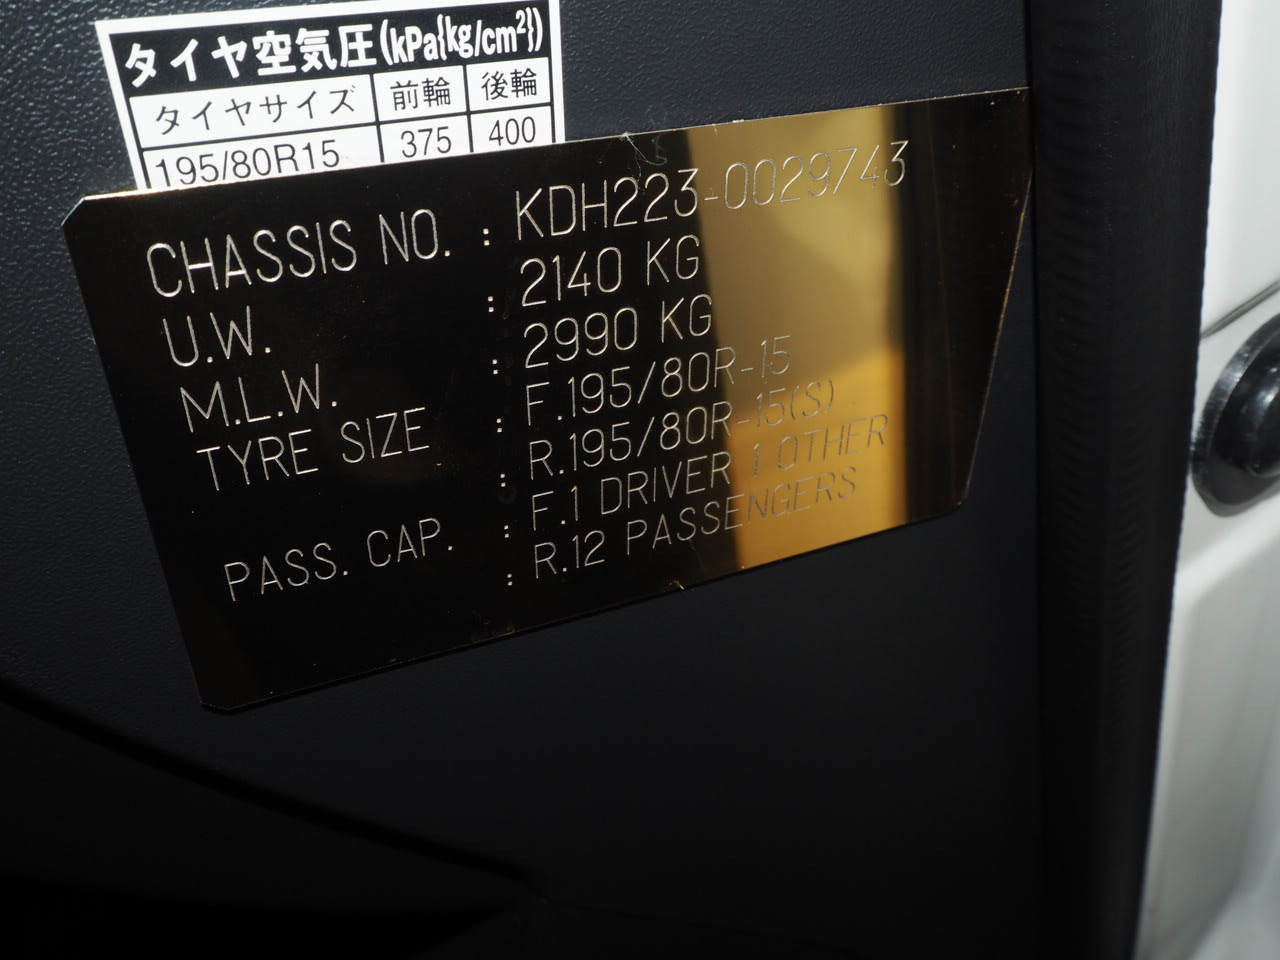 タイヤ空気圧(kPa{kg/cm²})
タイヤサイズ 前輪 後輪
195/80R15 375 400
CHASSIS NO. : KDH223-0029743
U.W. : 2140 KG
M.L.W. : 2990 KG
TYRE SIZE : F.195/80R-15
: R.195/80R-15(S)
PASS. CAP. : F.1 DRIVER 1 OTHER
: R.12 PASSENGERS